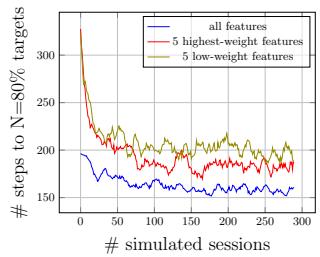 # steps to N=80% targets
300
250
200
150
0
50
100
150
200
250
300
# simulated sessions
all features
5 highest-weight features
5 low-weight features